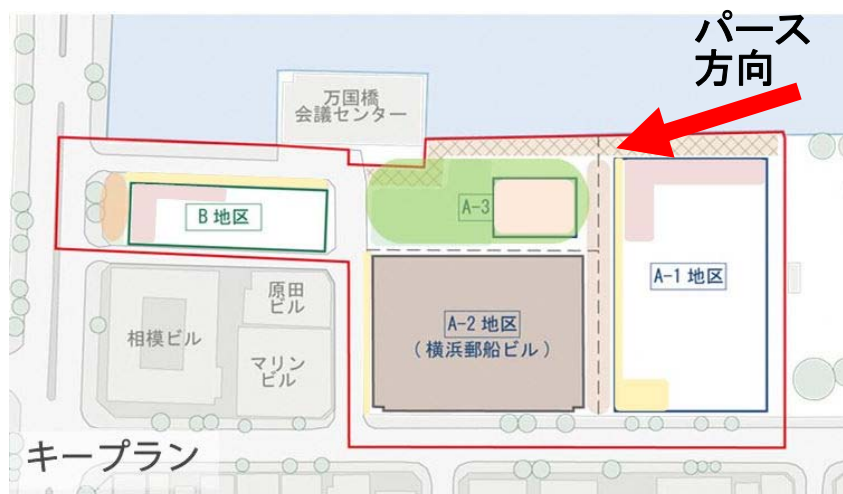 パース
方向
万国橋
会議センター
B 地区
A-3
A-1 地区
原田
ビル
相模ビル
A-2 地区
(横浜郵船ビル)
マリン
ビル
キープラン